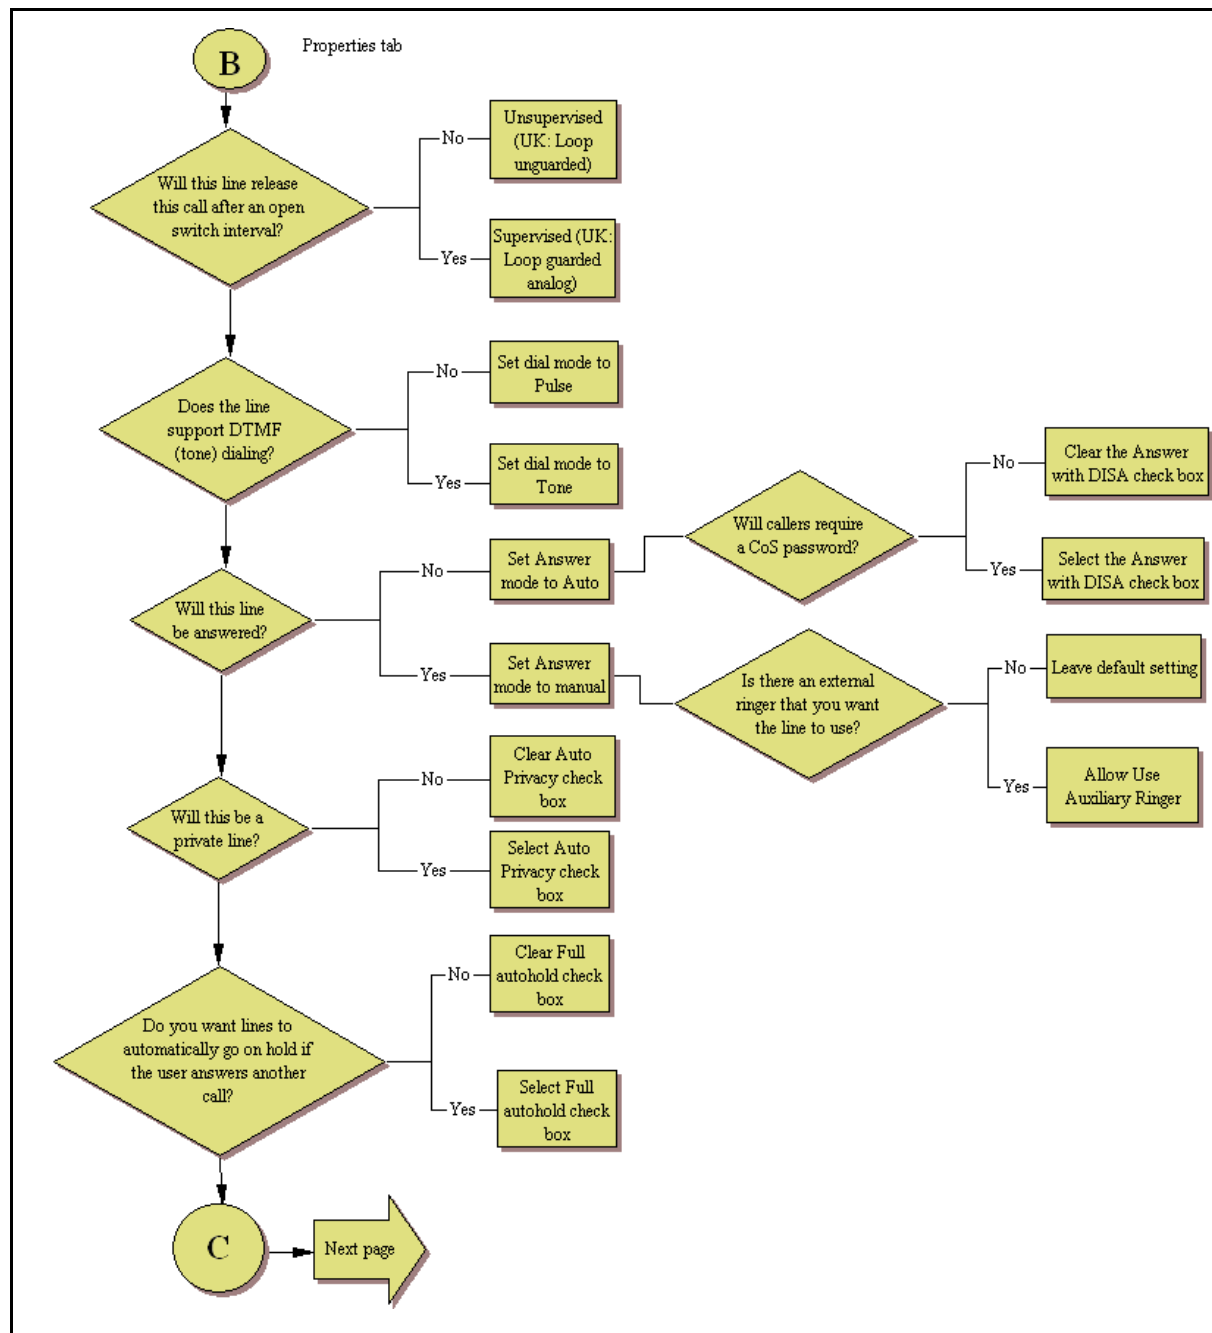 B
Properties tab
Will this line release
this call after an open
switch interval?
No
Unsupervised
(UK: Loop
unguarded)
Yes
Supervised (UK:
Loop guarded
analog)
Does the line
support DTMF
(tone) dialing?
No
Set dial mode to
Pulse
Yes
Set dial mode to
Tone
Will this line
be answered?
No
Set Answer
mode to Auto
Will callers require
a CoS password?
No
Clear the Answer
with DISA check box
Yes
Select the Answer
with DISA check box
Yes
Set Answer
mode to manual
Is there an external
ringer that you want
the line to use?
No
Leave default setting
Yes
Allow Use
Auxiliary Ringer
Will this be a
private line?
No
Clear Auto
Privacy check
box
Yes
Select Auto
Privacy check
box
Do you want lines to
automatically go on hold if
the user answers another
call?
No
Clear Full
autohold check
box
Yes
Select Full
autohold check
box
C
Next page